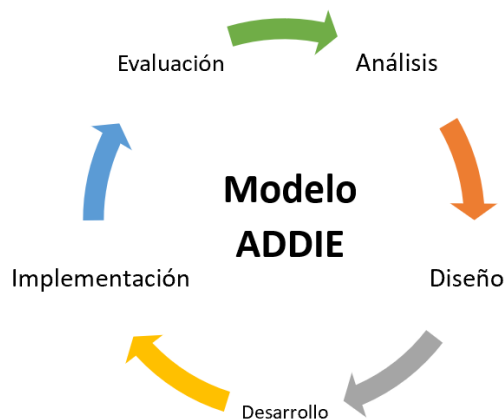 Evaluación
Análisis
Modelo
ADDIE
Implementación
Diseño
Desarrollo